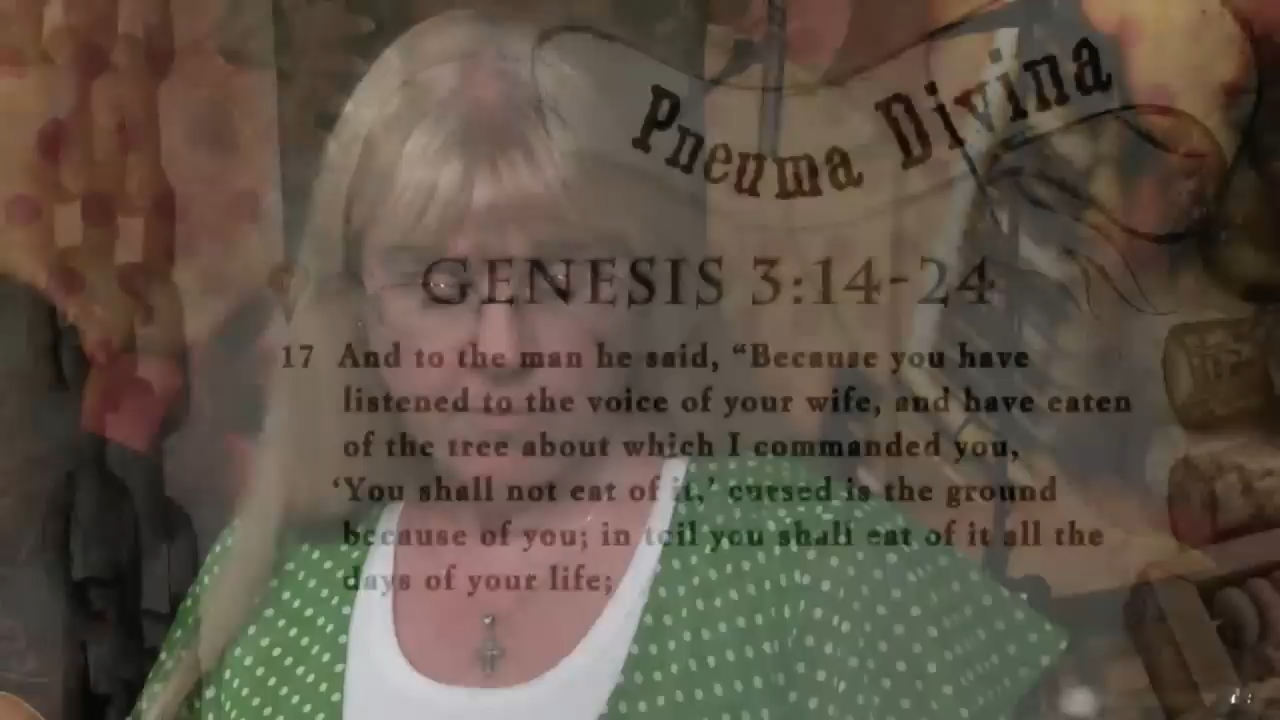 Pneuma Divina
GENESIS 3:14-24
17 And to the man he said, “Because you have
listened to the voice of your wife, and have eaten
of the tree about which I commanded you,
‘You shall not eat of it,’ cursed is the ground
because of you; in toil you shall eat of it all the
days of your life;